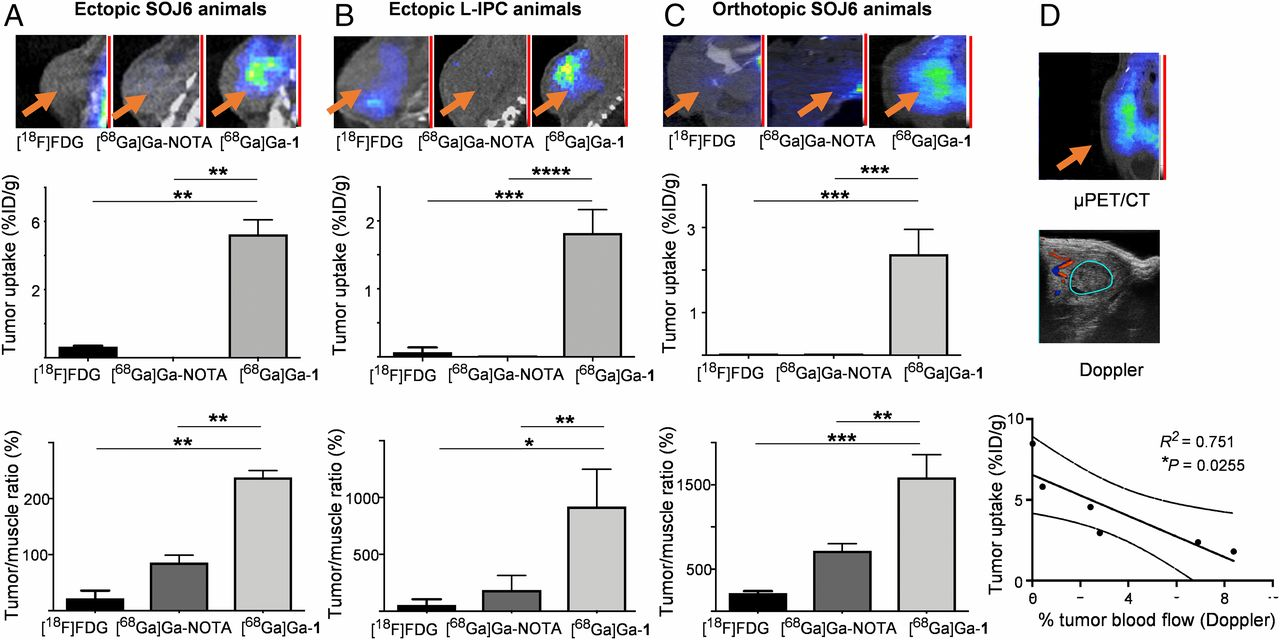 A Ectopic SOJ6 animals
[¹⁸F]FDG [⁶⁸Ga]Ga-NOTA [⁶⁸Ga]Ga-1
**
**
Tumor uptake (%ID/g)
6
2
[¹⁸F]FDG [⁶⁸Ga]Ga-NOTA [⁶⁸Ga]Ga-1
**
**
Tumor/muscle ratio (%)
200
100
[¹⁸F]FDG [⁶⁸Ga]Ga-NOTA [⁶⁸Ga]Ga-1
B Ectopic L-IPC animals
[¹⁸F]FDG [⁶⁸Ga]Ga-NOTA [⁶⁸Ga]Ga-1
****
***
Tumor uptake (%ID/g)
2
1
[¹⁸F]FDG [⁶⁸Ga]Ga-NOTA [⁶⁸Ga]Ga-1
**
*
Tumor/muscle ratio (%)
1000
500
[¹⁸F]FDG [⁶⁸Ga]Ga-NOTA [⁶⁸Ga]Ga-1
C Orthotopic SOJ6 animals
[¹⁸F]FDG [⁶⁸Ga]Ga-NOTA [⁶⁸Ga]Ga-1
***
***
Tumor uptake (%ID/g)
3
1
[¹⁸F]FDG [⁶⁸Ga]Ga-NOTA [⁶⁸Ga]Ga-1
**
***
Tumor/muscle ratio (%)
1500
500
[¹⁸F]FDG [⁶⁸Ga]Ga-NOTA [⁶⁸Ga]Ga-1
D
µPET/CT
Doppler
R² = 0.751
*P = 0.0255
Tumor uptake (%ID/g)
10
5
0
0 4 8
% tumor blood flow (Doppler)